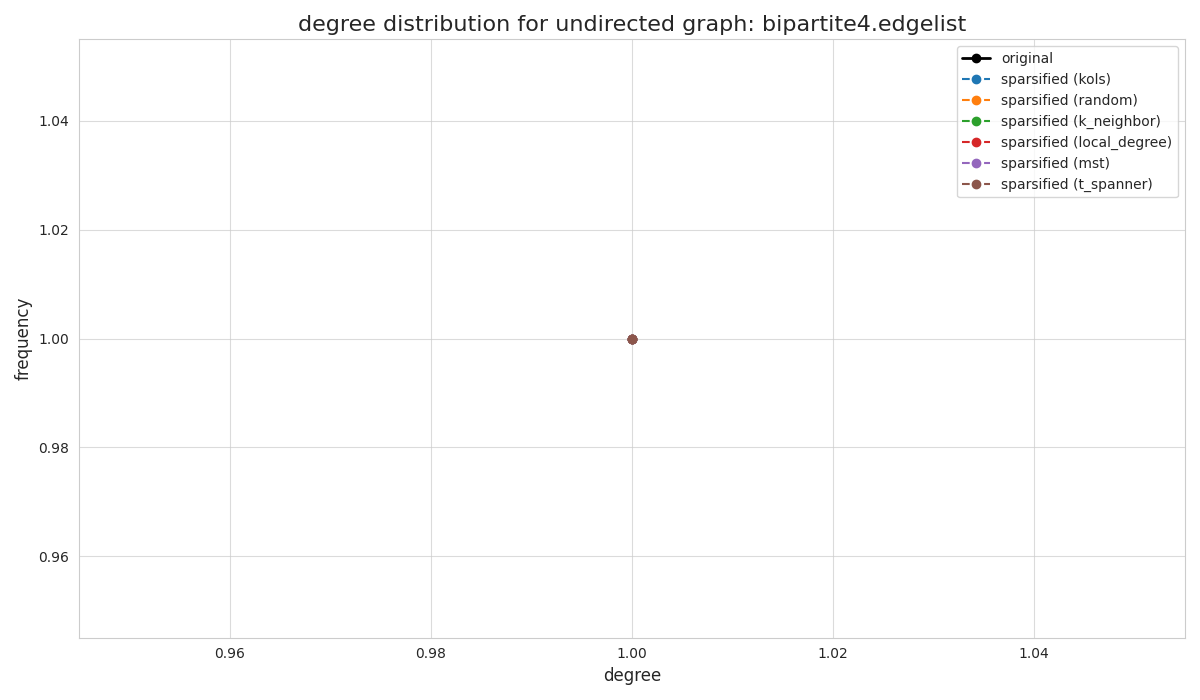 degree distribution for undirected graph: bipartite4.edgelist
original
sparsified (kols)
sparsified (random)
sparsified (k_neighbor)
sparsified (local_degree)
sparsified (mst)
sparsified (t_spanner)
1.04
1.02
1.00
0.98
0.96
frequency
0.96 0.98 1.00 1.02 1.04
degree